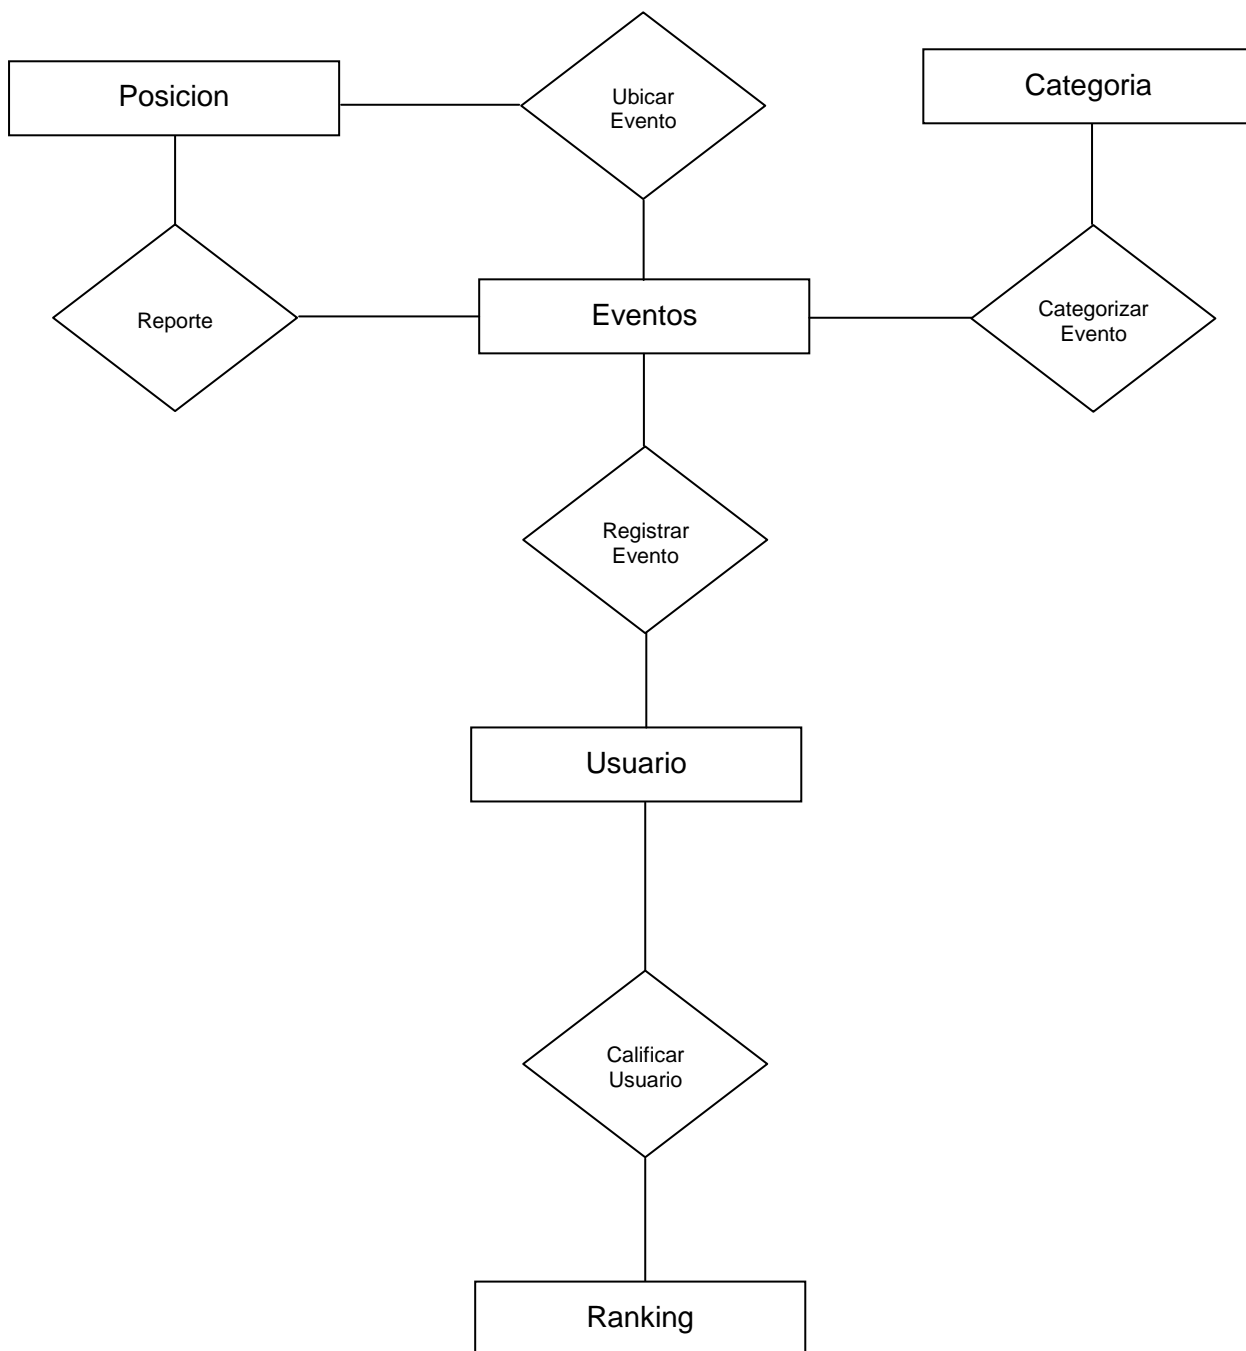 Posicion
Ubicar
Evento
Categoria
Reporte
Eventos
Categorizar
Evento
Registrar
Evento
Usuario
Calificar
Usuario
Ranking